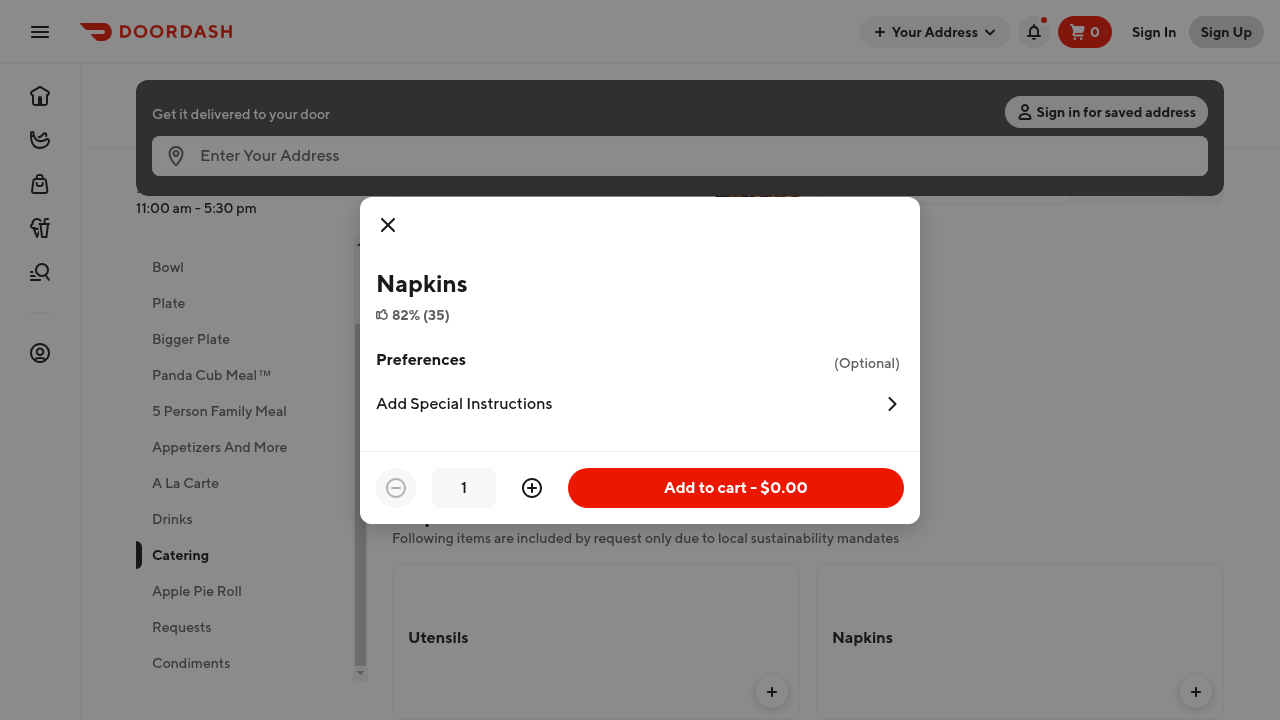 DOORDASH
Your Address
0
Sign In
Sign Up
Get it delivered to your door
Sign in for saved address
Enter Your Address
11:00 am - 5:30 pm
Bowl
Plate
Bigger Plate
Panda Cub Meal™
5 Person Family Meal
Appetizers And More
A La Carte
Drinks
Catering
Apple Pie Roll
Requests
Condiments
Napkins
82% (35)
Preferences
(Optional)
Add Special Instructions
1
Add to cart - $0.00
Following items are included by request only due to local sustainability mandates
Utensils
Napkins